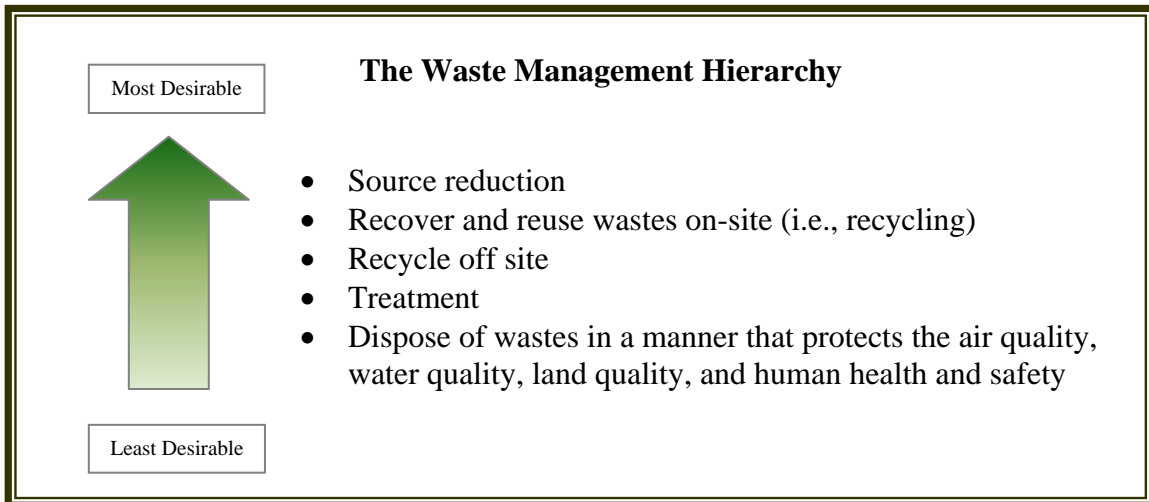 The Waste Management Hierarchy
Most Desirable
• Source reduction
• Recover and reuse wastes on-site (i.e., recycling)
• Recycle off site
• Treatment
• Dispose of wastes in a manner that protects the air quality,
water quality, land quality, and human health and safety
Least Desirable